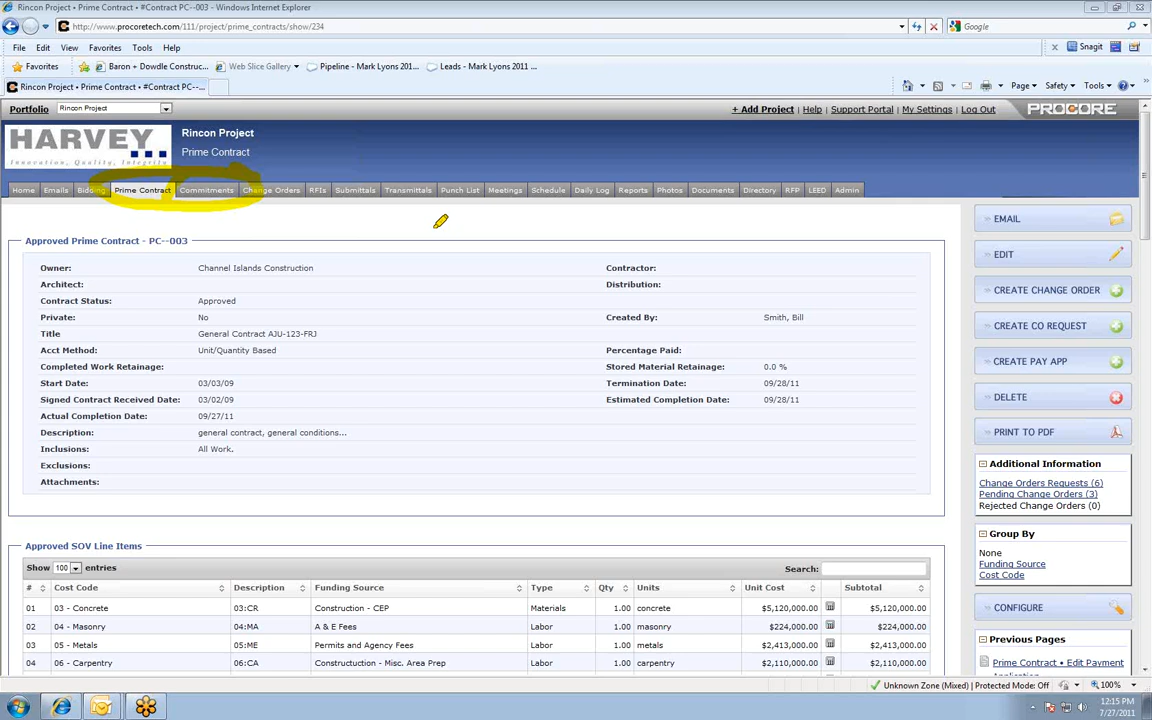 Rincon Project • Prime Contract • #Contract PC--003 - Windows Internet Explorer
http://www.procoretech.com/111/project/prime_contracts/show/234
Google
File Edit View Favorites Tools Help
x Snagit
Favorites Baron + Dowdle Construc... Web Slice Gallery Pipeline - Mark Lyons 201... Leads - Mark Lyons 2011 ...
Rincon Project • Prime Contract • #Contract PC--...
Page Safety Tools
Portfolio Rincon Project + Add Project Help Support Portal My Settings Log Out PROCORE
HARVEY
Innovation, Quality, Integrity
Rincon Project
Prime Contract
Home Emails Bidding Prime Contract Commitments Change Orders RFIs Submittals Transmittals Punch List Meetings Schedule Daily Log Reports Photos Documents Directory RFP LEED Admin
Approved Prime Contract - PC--003
Owner: Channel Islands Construction Contractor:
Architect: Distribution:
Contract Status: Approved
Private: No Created By: Smith, Bill
Title General Contract AJU-123-FRJ
Acct Method: Unit/Quantity Based Percentage Paid:
Completed Work Retainage: Stored Material Retainage: 0.0 %
Start Date: 03/03/09 Termination Date: 09/28/11
Signed Contract Received Date: 03/02/09 Estimated Completion Date: 09/28/11
Actual Completion Date: 09/27/11
Description: general contract, general conditions...
Inclusions: All Work.
Exclusions:
Attachments:
Approved SOV Line Items
Show 100 entries Search:
# Cost Code Description Funding Source Type Qty Units Unit Cost Subtotal
01 03 - Concrete 03:CR Construction - CEP Materials 1.00 concrete $5,120,000.00 $5,120,000.00
02 04 - Masonry 04:MA A & E Fees Labor 1.00 masonry $224,000.00 $224,000.00
03 05 - Metals 05:ME Permits and Agency Fees Labor 1.00 metals $2,413,000.00 $2,413,000.00
04 06 - Carpentry 06:CA Constructuction - Misc. Area Prep Labor 1.00 carpentry $2,110,000.00 $2,110,000.00
EMAIL
EDIT
CREATE CHANGE ORDER
CREATE CO REQUEST
CREATE PAY APP
DELETE
PRINT TO PDF
Additional Information
Change Orders Requests (6)
Pending Change Orders (3)
Rejected Change Orders (0)
Group By
None
Funding Source
Cost Code
CONFIGURE
Previous Pages
Prime Contract • Edit Payment
Application
Unknown Zone (Mixed) | Protected Mode: Off 100%
12:15 PM
7/27/2011